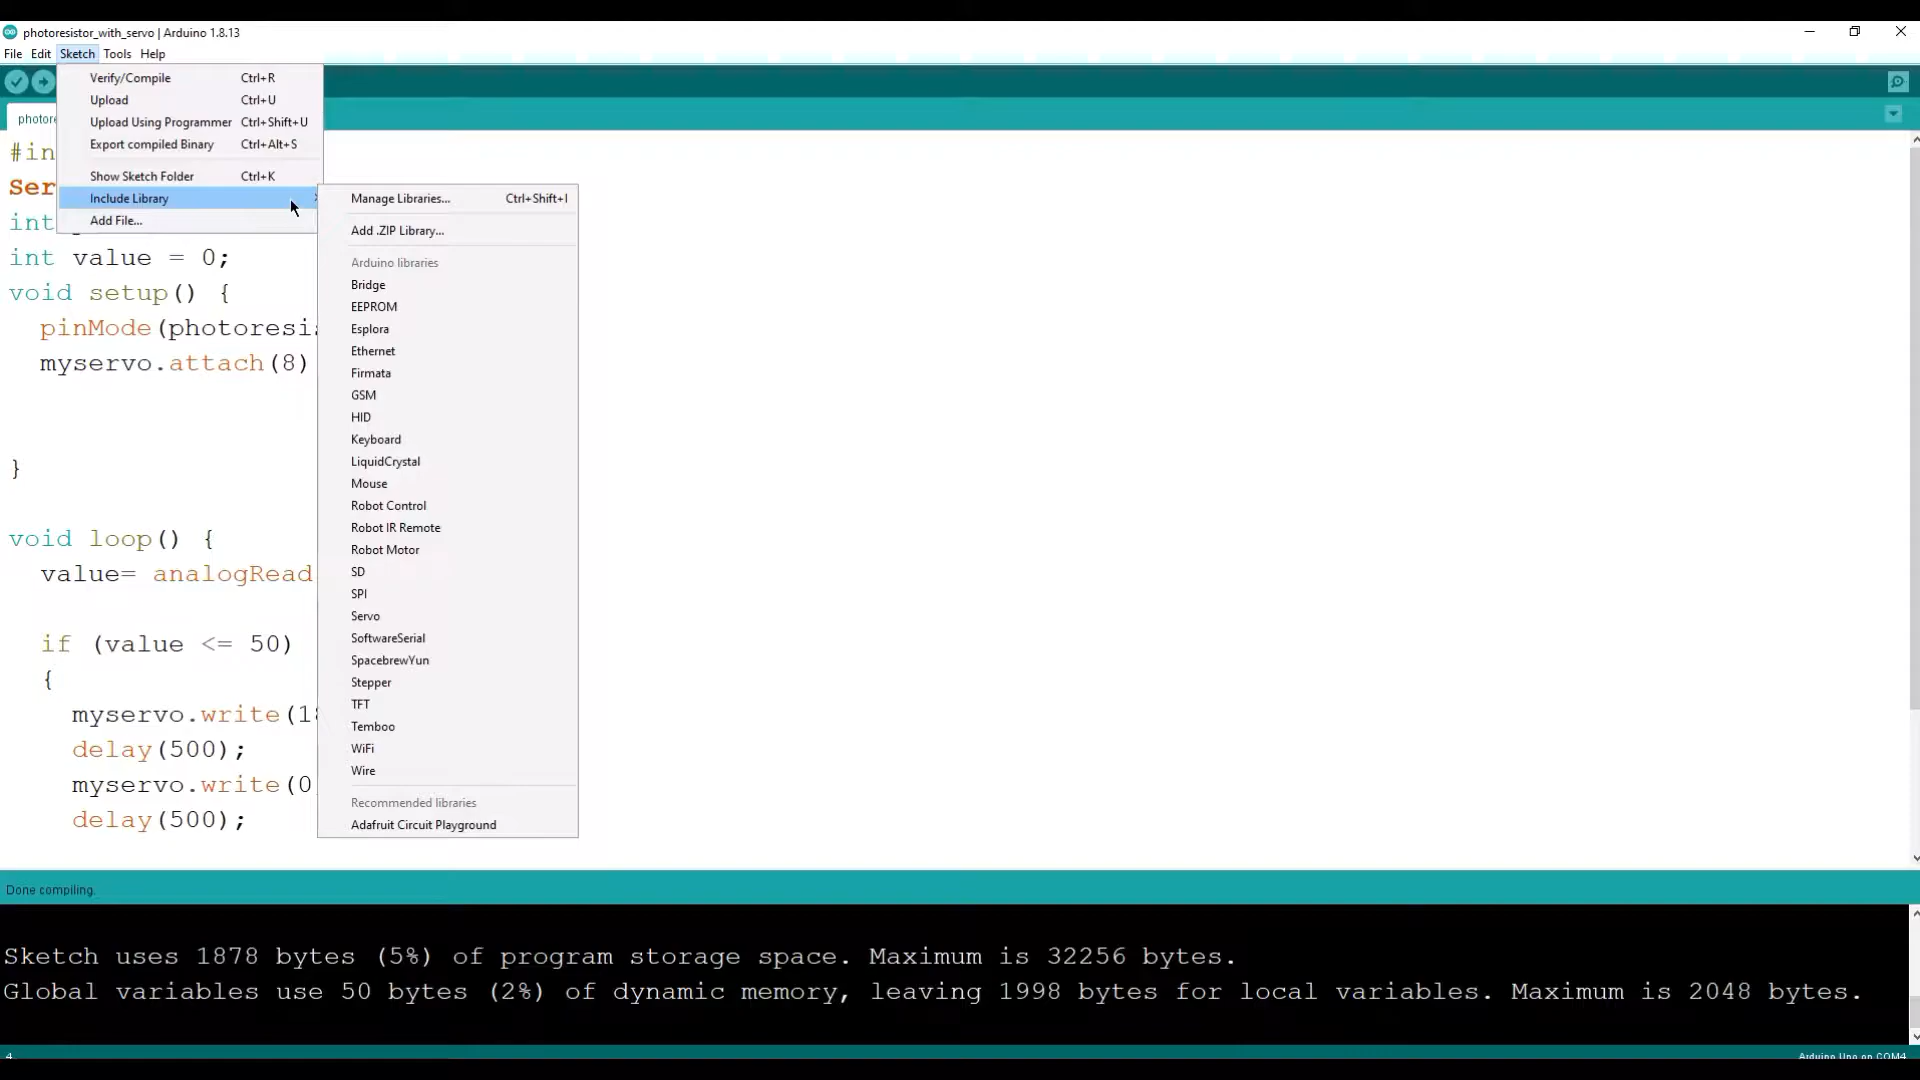 photoresistor_with_servo | Arduino 1.8.13
File Edit Sketch Tools Help
Verify/Compile Ctrl+R
Upload Ctrl+U
Upload Using Programmer Ctrl+Shift+U
Export compiled Binary Ctrl+Alt+S
Show Sketch Folder Ctrl+K
Include Library
Add File...
Manage Libraries... Ctrl+Shift+I
Add .ZIP Library...
Arduino libraries
Bridge
EEPROM
Esplora
Ethernet
Firmata
GSM
HID
Keyboard
LiquidCrystal
Mouse
Robot Control
Robot IR Remote
Robot Motor
SD
SPI
Servo
SoftwareSerial
SpacebrewYun
Stepper
TFT
Temboo
WiFi
Wire
Recommended libraries
Adafruit Circuit Playground
photore
#in
Ser
int
int value = 0;
void setup() {
pinMode(photoresi
myservo.attach(8)
}
void loop() {
value= analogRead
if (value <= 50)
{
myservo.write(1
delay(500);
myservo.write(0
delay(500);
Done compiling.
Sketch uses 1878 bytes (5%) of program storage space. Maximum is 32256 bytes.
Global variables use 50 bytes (2%) of dynamic memory, leaving 1998 bytes for local variables. Maximum is 2048 bytes.
4
Arduino Uno on COM4